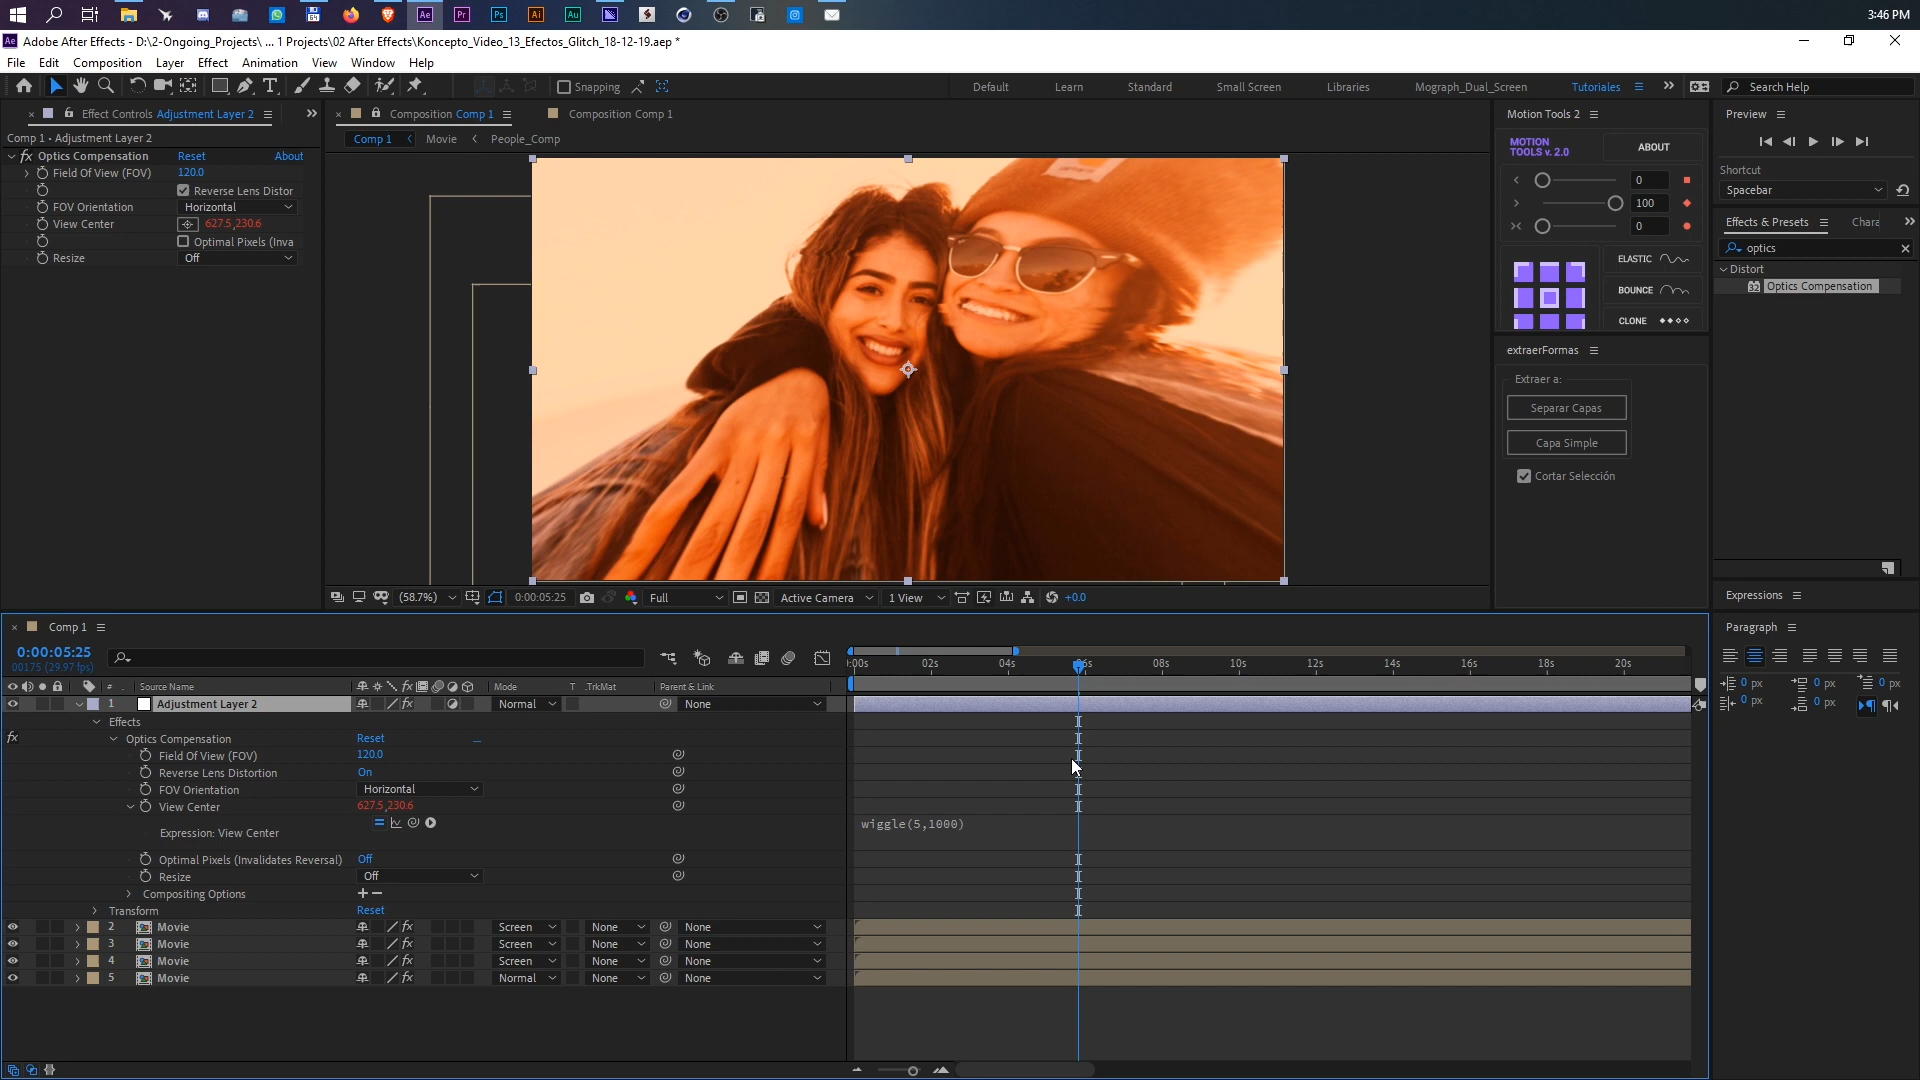 3:46 PM
Adobe After Effects - D:\2-Ongoing_Projects\ ... 1 Projects\02 After Effects\Koncepto_Video_13_Efectos_Glitch_18-12-19.aep *
File Edit Composition Layer Effect Animation View Window Help
Snapping Default Learn Standard Small Screen Libraries Mograph_Dual_Screen Tutoriales Search Help
Effect Controls Adjustment Layer 2
Composition Comp 1
Composition Comp 1
Motion Tools 2
Preview
Comp 1 • Adjustment Layer 2
Comp 1 Movie People_Comp
fx Optics Compensation Reset About
Field Of View (FOV) 120.0
Reverse Lens Distor
FOV Orientation Horizontal
View Center 627.5,230.6
Optimal Pixels (Inva
Resize Off
MOTION
TOOLS v. 2.0
ABOUT
0
100
0
ELASTIC
BOUNCE
CLONE
extraerFormas
Extraer a:
Separar Capas
Capa Simple
Cortar Selección
Shortcut
Spacebar
Effects & Presets Chara
optics
Distort
32 Optics Compensation
Expressions
Paragraph
0 px 0 px 0 px
0 px 0 px
(58.7%) 0:00:05:25 Full Active Camera 1 View +0.0
Comp 1
0:00:05:25
00175 (29.97 fps)
:00s 02s 04s 06s 08s 10s 12s 14s 16s 18s 20s
# Source Name fx Mode T .TrkMat Parent & Link
1 Adjustment Layer 2 fx Normal None
Effects
fx Optics Compensation Reset
Field Of View (FOV) 120.0
Reverse Lens Distortion On
FOV Orientation Horizontal
View Center 627.5,230.6
Expression: View Center wiggle(5,1000)
Optimal Pixels (Invalidates Reversal) Off
Resize Off
Compositing Options + −
Transform Reset
2 Movie fx Screen None None
3 Movie fx Screen None None
4 Movie fx Screen None None
5 Movie fx Normal None None